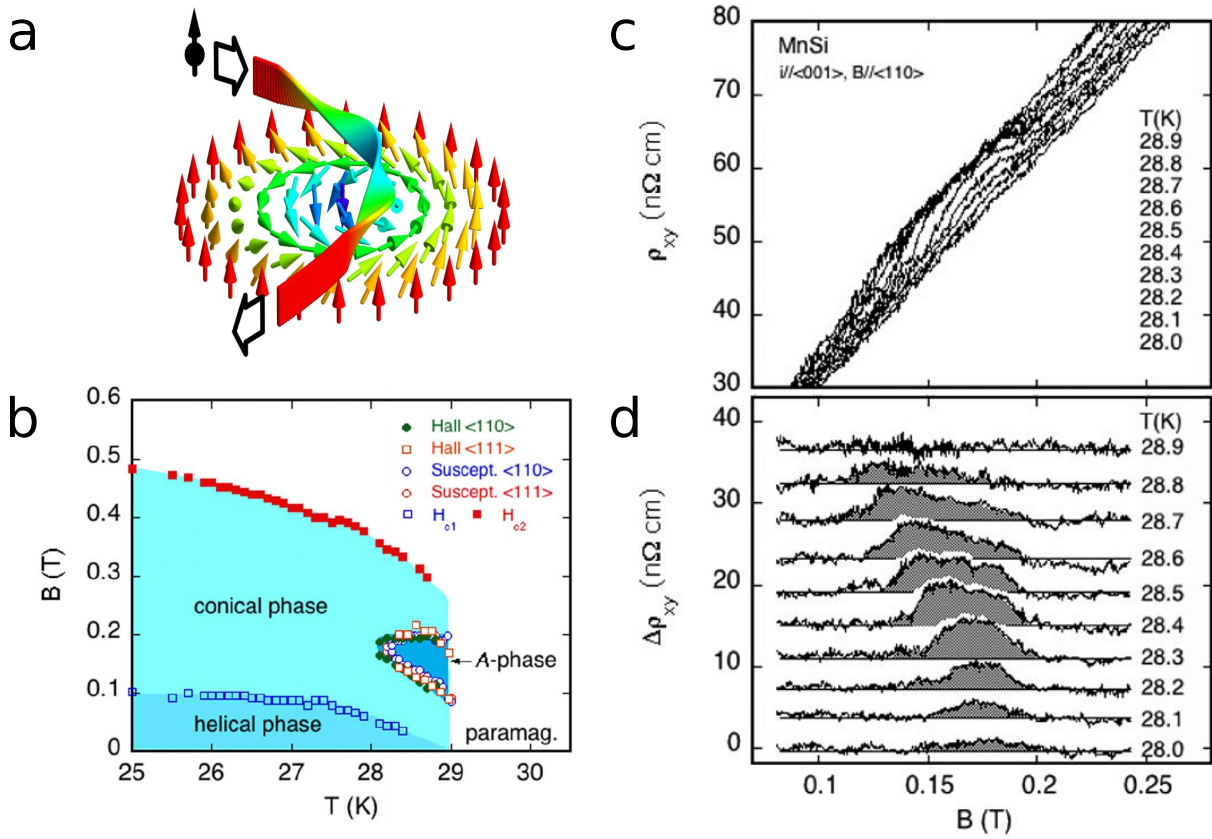 a
b
0.6
0.5
0.4
0.3
0.2
0.1
0
B (T)
Hall <110>
Hall <111>
Suscept. <110>
Suscept. <111>
H_c1 H_c2
conical phase
A-phase
helical phase
paramag.
25 26 27 28 29 30
T (K)
c
80
70
60
50
40
30
ρ_xy (nΩ cm)
MnSi
i//<001>, B//<110>
T(K)
28.9
28.8
28.7
28.6
28.5
28.4
28.3
28.2
28.1
28.0
d
40
30
20
10
0
Δρ_xy (nΩ cm)
T(K)
28.9
28.8
28.7
28.6
28.5
28.4
28.3
28.2
28.1
28.0
0.1 0.15 0.2 0.25
B (T)